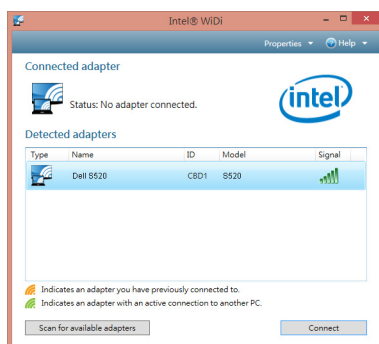 Intel® WiDi
Properties Help
Connected adapter
Status: No adapter connected.
intel
Detected adapters
Type Name ID Model Signal
Dell S520 CBD1 S520
Indicates an adapter you have previously connected to.
Indicates an adapter with an active connection to another PC.
Scan for available adapters Connect